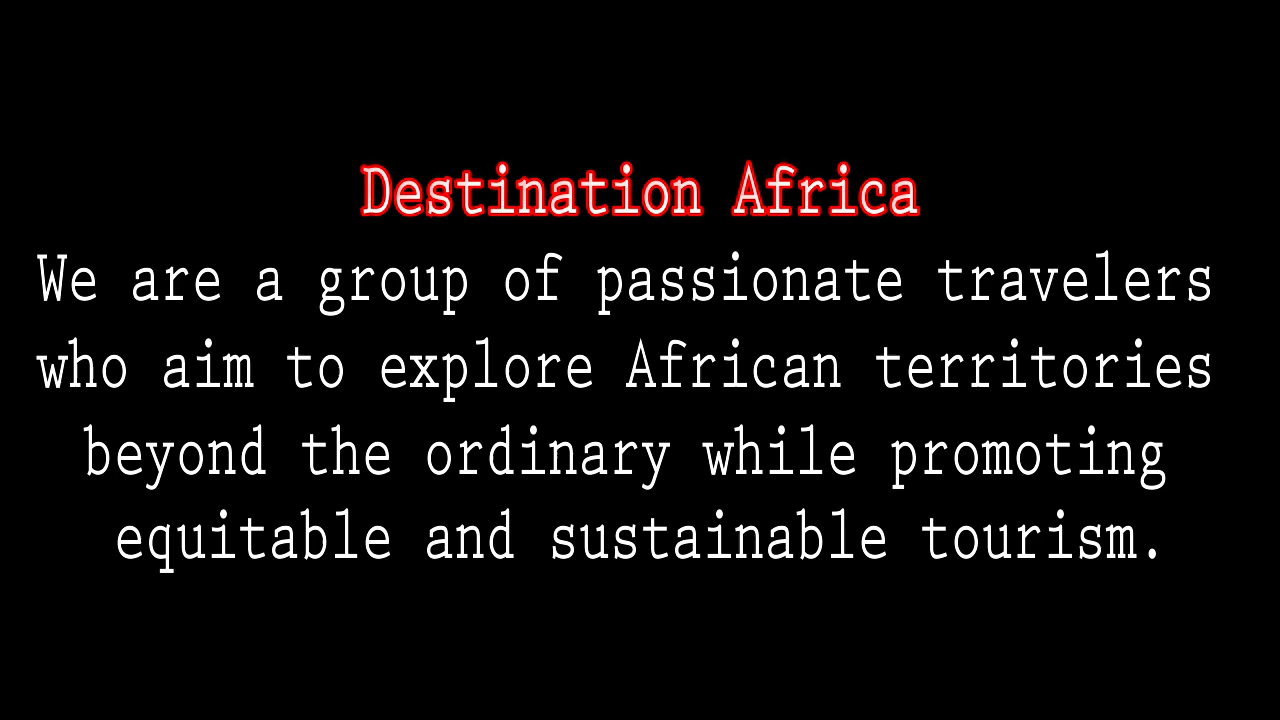 Destination Africa
We are a group of passionate travelers
who aim to explore African territories
beyond the ordinary while promoting
equitable and sustainable tourism.